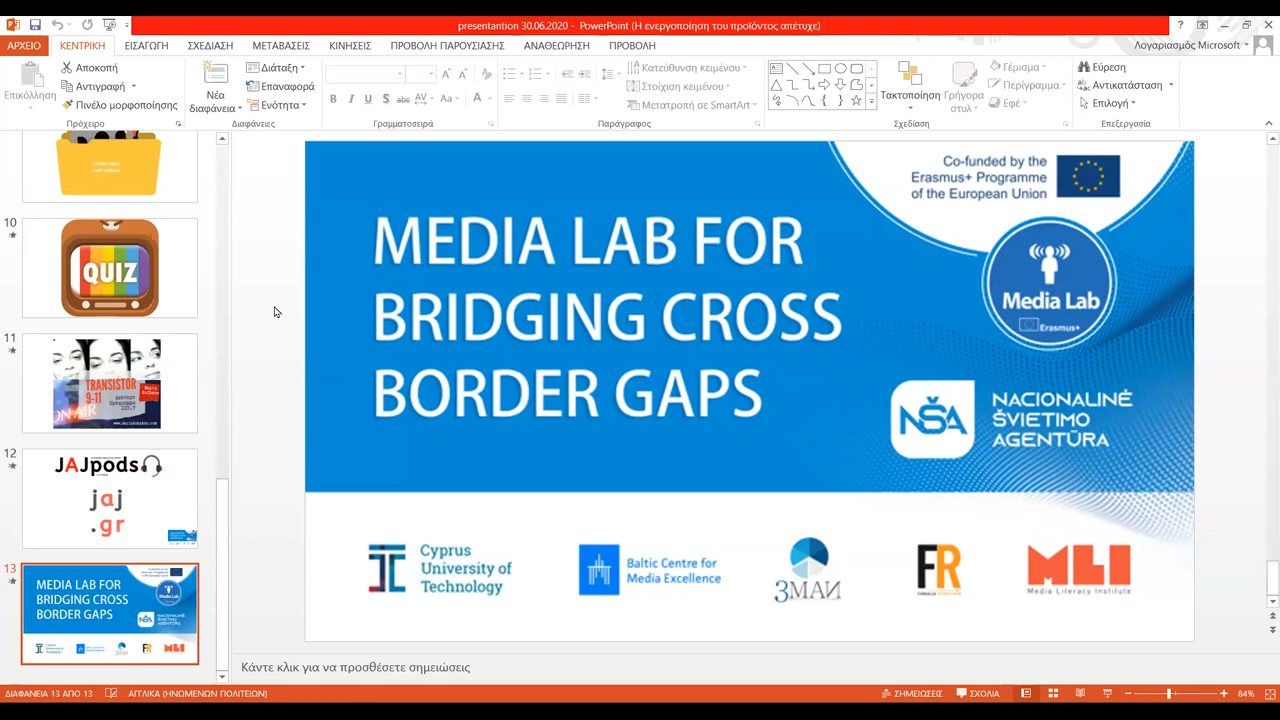 presentantion 30.06.2020 - PowerPoint (Η ενεργοποίηση του προϊόντος απέτυχε)
ΑΡΧΕΙΟ ΚΕΝΤΡΙΚΗ ΕΙΣΑΓΩΓΗ ΣΧΕΔΙΑΣΗ ΜΕΤΑΒΑΣΕΙΣ ΚΙΝΗΣΕΙΣ ΠΡΟΒΟΛΗ ΠΑΡΟΥΣΙΑΣΗΣ ΑΝΑΘΕΩΡΗΣΗ ΠΡΟΒΟΛΗ Λογαριασμός Microsoft
Επικόλληση
Αποκοπή
Αντιγραφή
Πινέλο μορφοποίησης
Πρόχειρο
Νέα
διαφάνεια
Διάταξη
Επαναφορά
Ενότητα
Διαφάνειες
Γραμματοσειρά
Κατεύθυνση κειμένου
Στοίχιση κειμένου
Μετατροπή σε SmartArt
Παράγραφος
Τακτοποίηση
Γρήγορα
στυλ
Γέμισμα
Περίγραμμα
Εφέ
Σχεδίαση
Εύρεση
Αντικατάσταση
Επιλογή
Επεξεργασία
10
QUIZ
11
TRANSISTOR
9-11
ON AIR
12
JAJpods
jaj
.gr
13
MEDIA LAB FOR
BRIDGING CROSS
BORDER GAPS
Co-funded by the
Erasmus+ Programme
of the European Union
MEDIA LAB FOR
BRIDGING CROSS
BORDER GAPS
Media Lab
Erasmus+
NŠA
NACIONALINĖ
ŠVIETIMO
AGENTŪRA
Cyprus
University of
Technology
Baltic Centre for
Media Excellence
ЗМАИ
FR
MLI
Media Literacy Institute
Κάντε κλικ για να προσθέσετε σημειώσεις
ΔΙΑΦΑΝΕΙΑ 13 ΑΠΟ 13 ΑΓΓΛΙΚΑ (ΗΝΩΜΕΝΩΝ ΠΟΛΙΤΕΙΩΝ) ΣΗΜΕΙΩΣΕΙΣ ΣΧΟΛΙΑ 84%